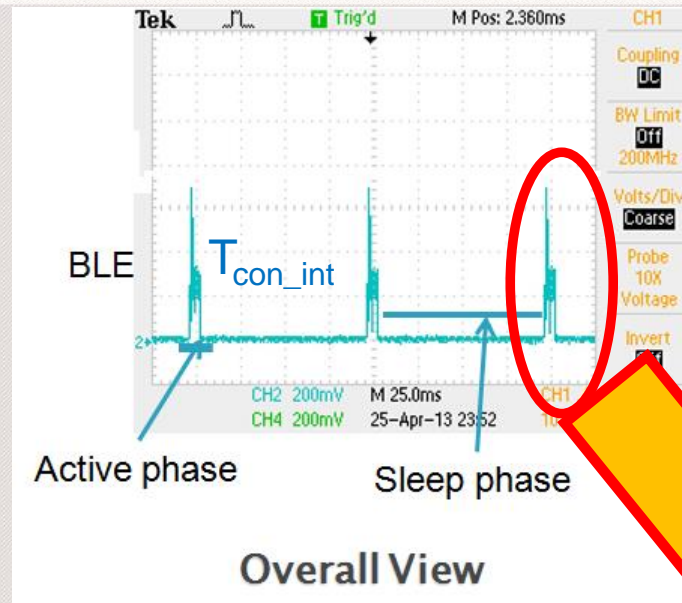 Tek Trig'd M Pos: 2.360ms CH1
Coupling
DC
BW Limit
Off
200MHz
Volts/Div
Coarse
Probe
10X
Voltage
Invert
BLE
Tcon_int
2
CH2 200mV M 25.0ms CH1
CH4 200mV 25-Apr-13 23:52
Active phase
Sleep phase
Overall View